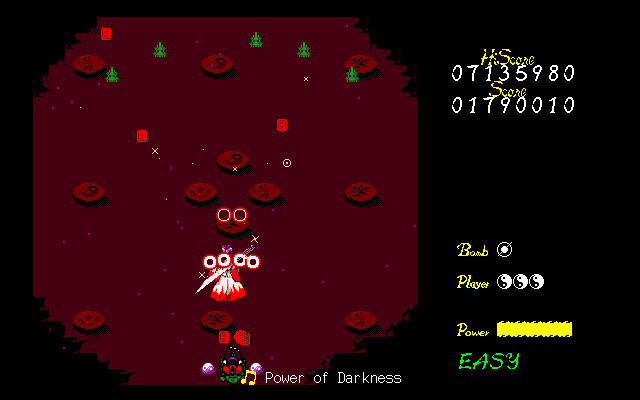 HiScore
07135980
Score
01790010
Bomb
Player
Power
EASY
♫ Power of Darkness